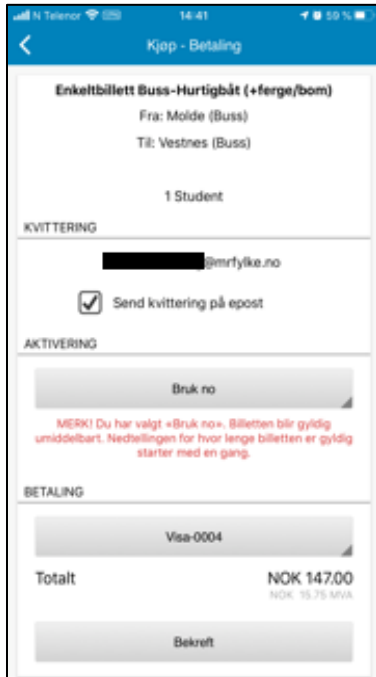 N Telenor 14:41 59 %
Kjøp - Betaling
Enkeltbillett Buss-Hurtigbåt (+ferge/bom)
Fra: Molde (Buss)
Til: Vestnes (Buss)
1 Student
KVITTERING
@mrfylke.no
Send kvittering på epost
AKTIVERING
Bruk no
MERK! Du har valgt «Bruk no». Billetten blir gyldig
umiddelbart. Nedtellingen for hvor lenge billetten er gyldig
starter med en gang.
BETALING
Visa-0004
Totalt NOK 147.00
NOK 15.75 MVA
Bekreft